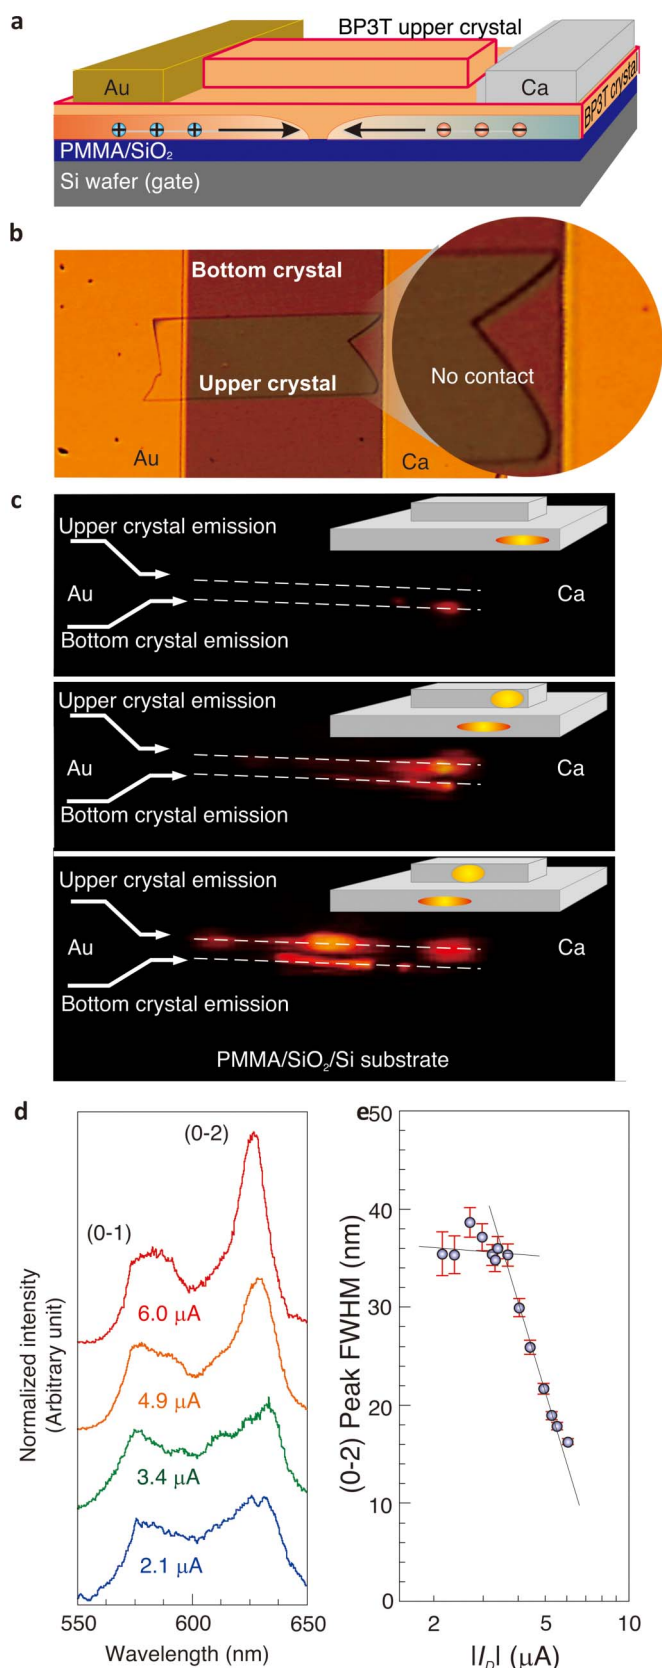 a
BP3T upper crystal
Au
Ca
BP3T crystal
PMMA/SiO₂
Si wafer (gate)
b
Bottom crystal
Upper crystal
No contact
Au
Ca
c
Upper crystal emission
Au
Ca
Bottom crystal emission
Upper crystal emission
Au
Ca
Bottom crystal emission
Upper crystal emission
Au
Ca
Bottom crystal emission
PMMA/SiO₂/Si substrate
d
(0-2)
(0-1)
6.0 μA
4.9 μA
3.4 μA
2.1 μA
Normalized intensity
(Arbitrary unit)
550
600
650
Wavelength (nm)
e
50
40
30
20
10
0
(0-2) Peak FWHM (nm)
2
5
10
|I_D| (μA)